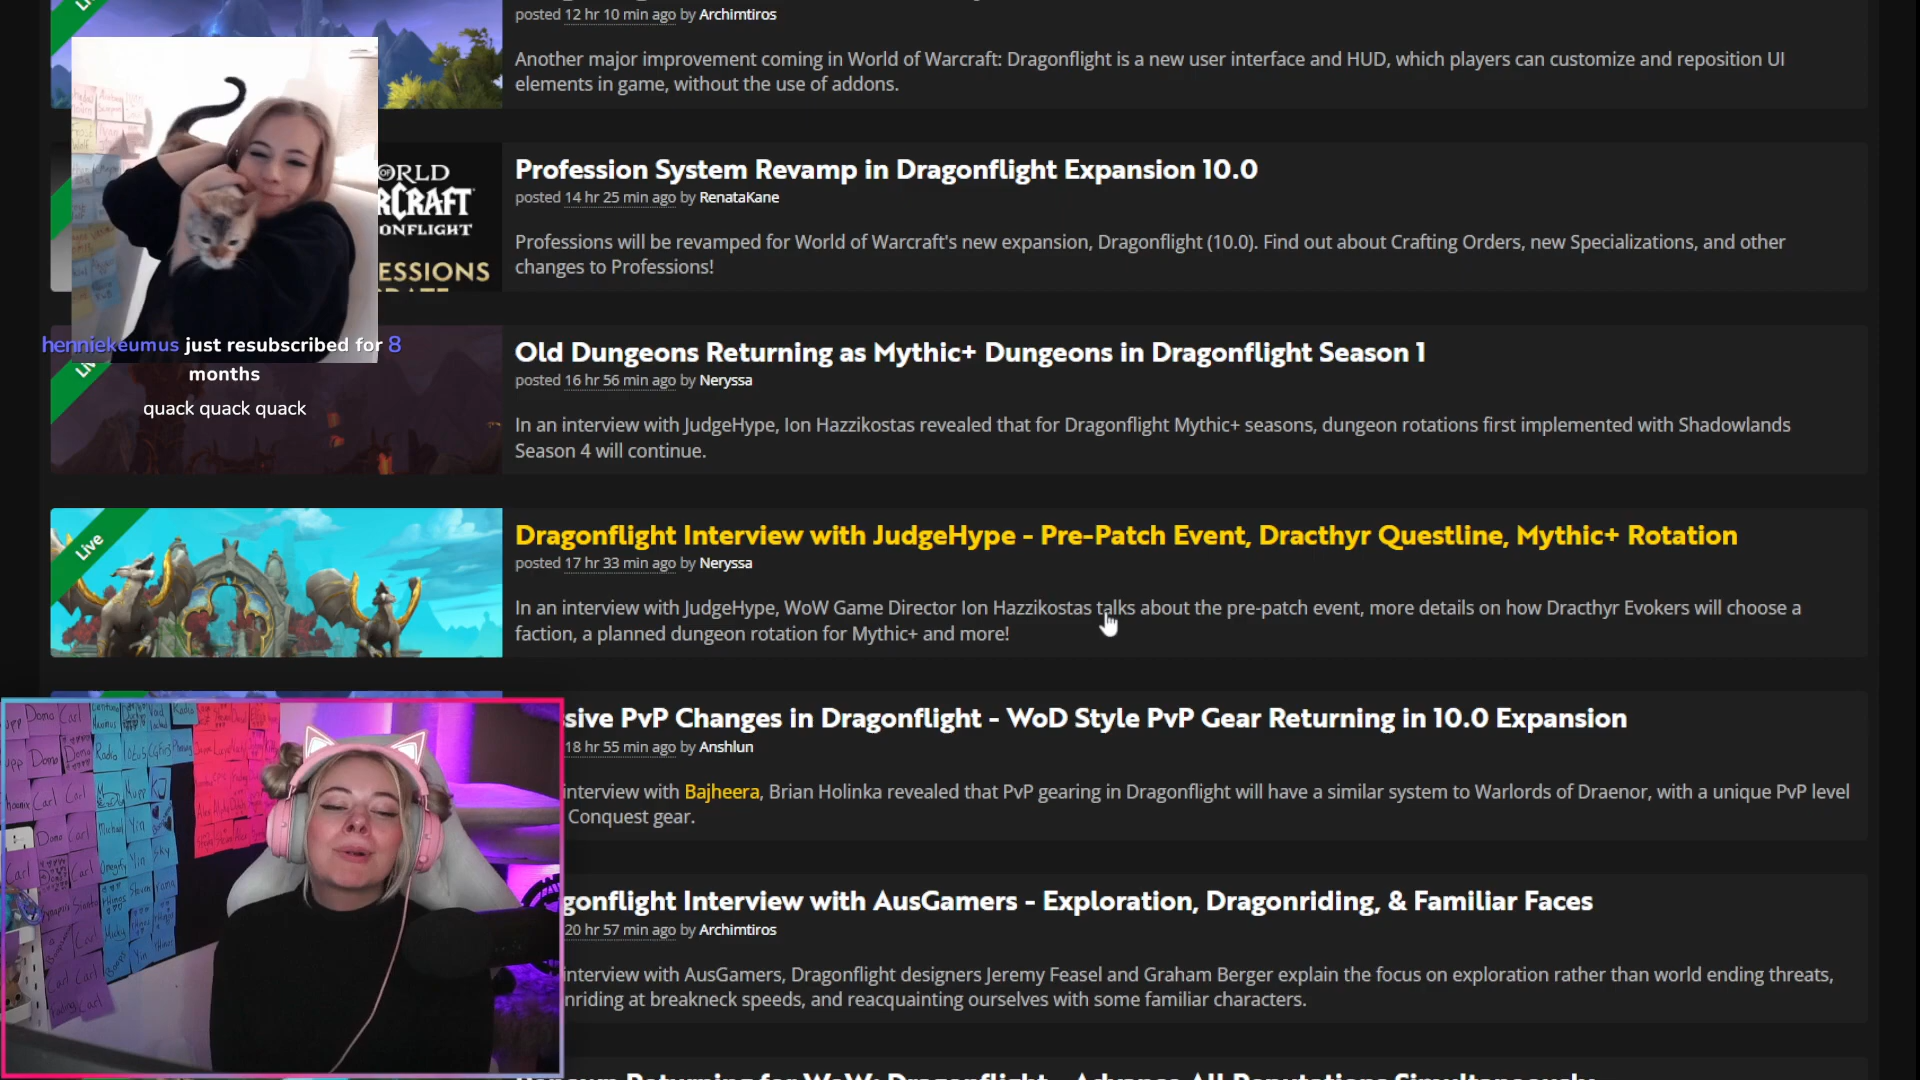 posted 12 hr 10 min ago by Archimtiros
Another major improvement coming in World of Warcraft: Dragonflight is a new user interface and HUD, which players can customize and reposition UI
elements in game, without the use of addons.
Profession System Revamp in Dragonflight Expansion 10.0
posted 14 hr 25 min ago by RenataKane
Professions will be revamped for World of Warcraft's new expansion, Dragonflight (10.0). Find out about Crafting Orders, new Specializations, and other
changes to Professions!
ORLD
RCRAFT
ONFLIGHT
ESSIONS
henniekeumus just resubscribed for 8
months
quack quack quack
Old Dungeons Returning as Mythic+ Dungeons in Dragonflight Season 1
posted 16 hr 56 min ago by Neryssa
In an interview with JudgeHype, Ion Hazzikostas revealed that for Dragonflight Mythic+ seasons, dungeon rotations first implemented with Shadowlands
Season 4 will continue.
Live
Dragonflight Interview with JudgeHype - Pre-Patch Event, Dracthyr Questline, Mythic+ Rotation
posted 17 hr 33 min ago by Neryssa
In an interview with JudgeHype, WoW Game Director Ion Hazzikostas talks about the pre-patch event, more details on how Dracthyr Evokers will choose a
faction, a planned dungeon rotation for Mythic+ and more!
sive PvP Changes in Dragonflight - WoD Style PvP Gear Returning in 10.0 Expansion
18 hr 55 min ago by Anshlun
interview with Bajheera, Brian Holinka revealed that PvP gearing in Dragonflight will have a similar system to Warlords of Draenor, with a unique PvP level
Conquest gear.
gonflight Interview with AusGamers - Exploration, Dragonriding, & Familiar Faces
20 hr 57 min ago by Archimtiros
interview with AusGamers, Dragonflight designers Jeremy Feasel and Graham Berger explain the focus on exploration rather than world ending threats,
nriding at breakneck speeds, and reacquainting ourselves with some familiar characters.